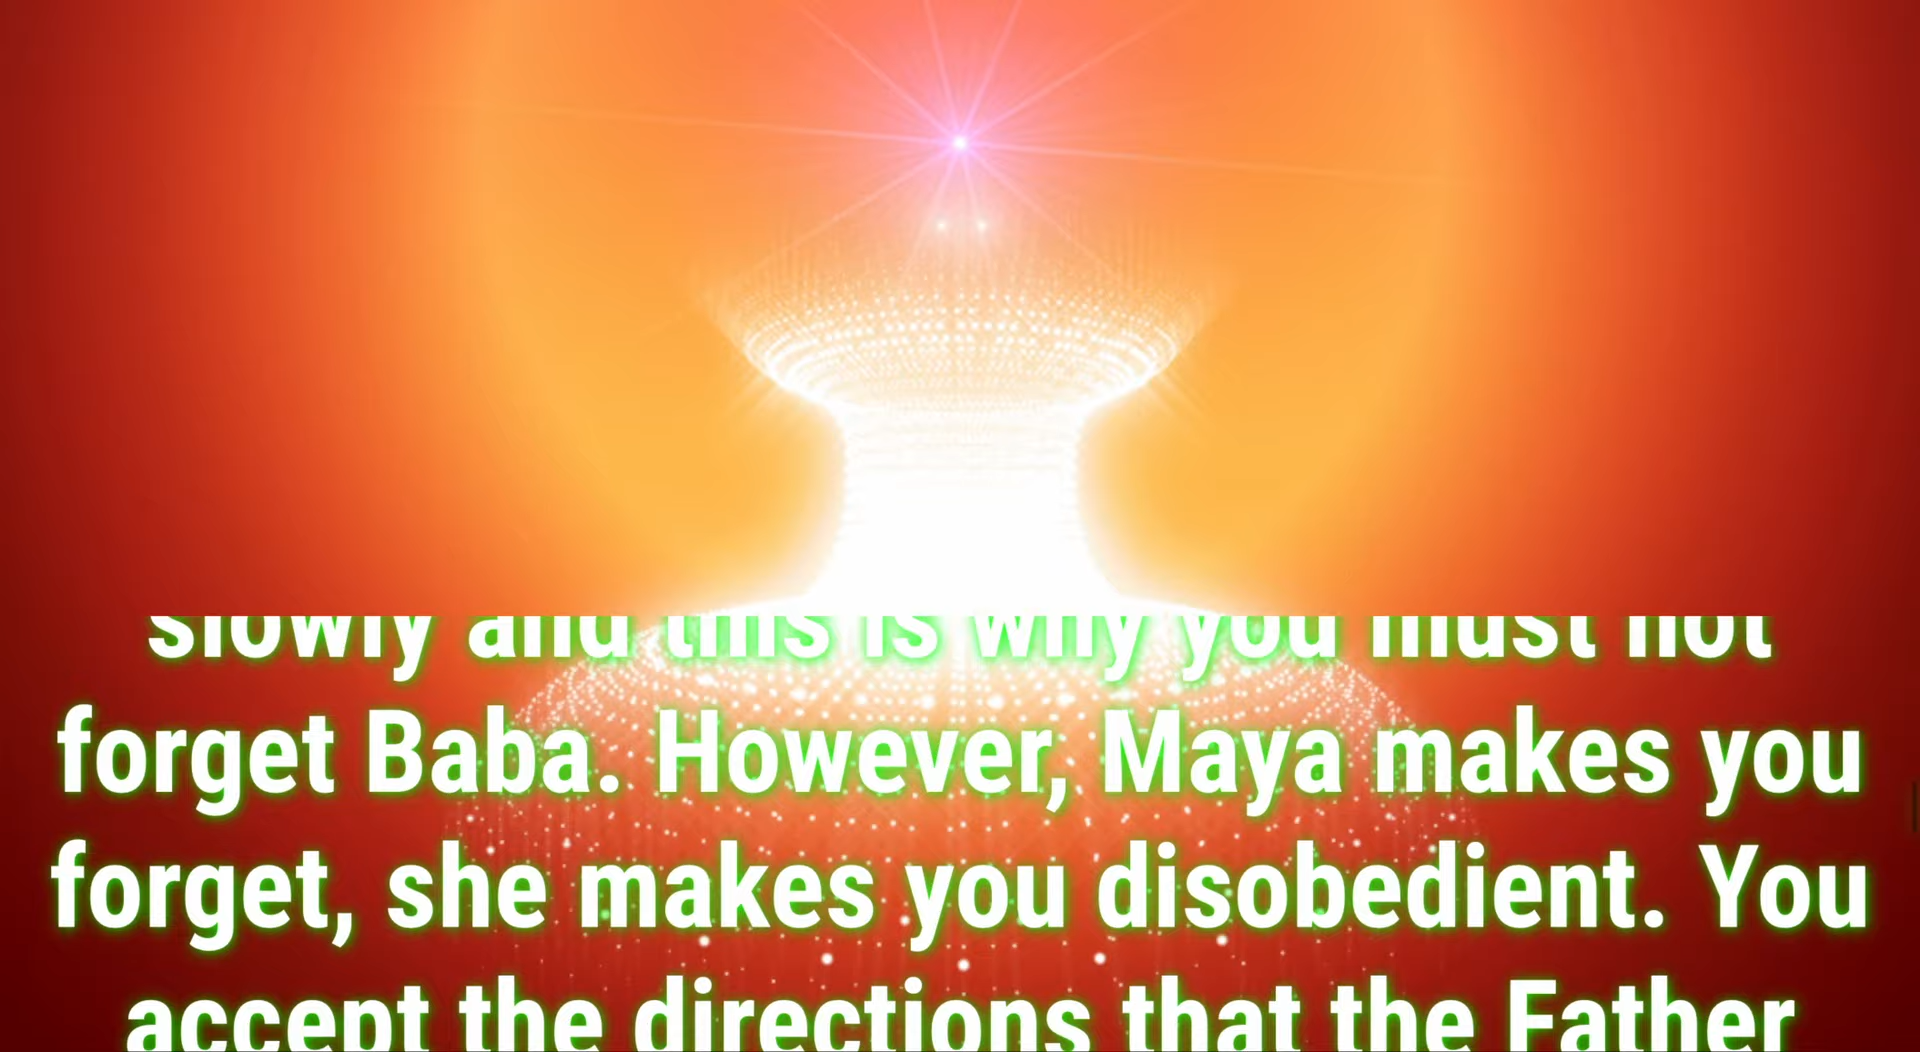 slowly and this is why you must not
forget Baba. However, Maya makes you
forget, she makes you disobedient. You
accept the directions that the Father